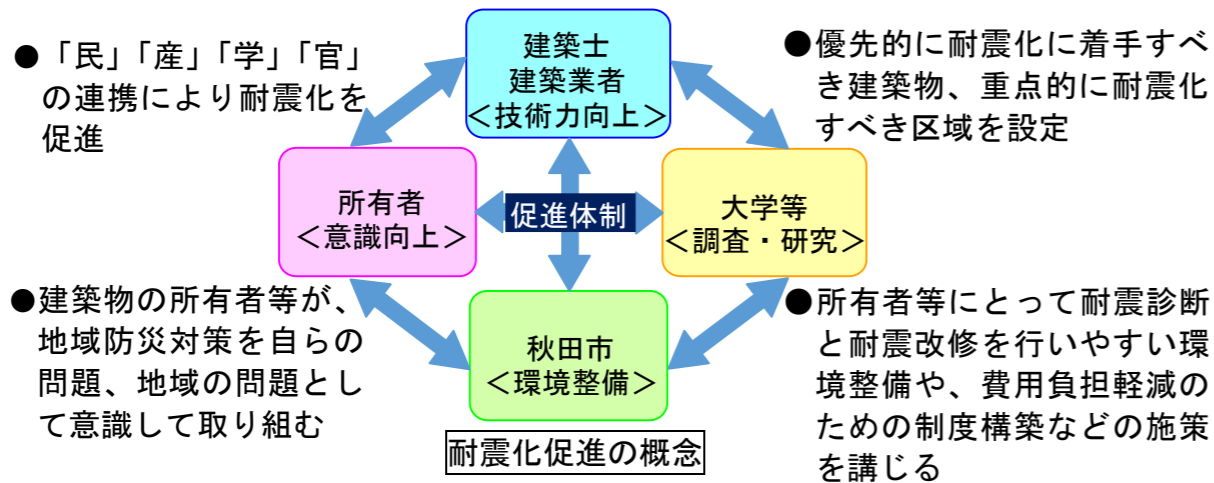 ●「民」「産」「学」「官」
の連携により耐震化を
促進
建築士
建築業者
＜技術力向上＞
●優先的に耐震化に着手すべ
き建築物、重点的に耐震化
すべき区域を設定
所有者
＜意識向上＞
促進体制
大学等
＜調査・研究＞
●建築物の所有者等が、
地域防災対策を自らの
問題、地域の問題とし
て意識して取り組む
秋田市
＜環境整備＞
●所有者等にとって耐震診断
と耐震改修を行いやすい環
境整備や、費用負担軽減の
ための制度構築などの施策
を講じる
耐震化促進の概念